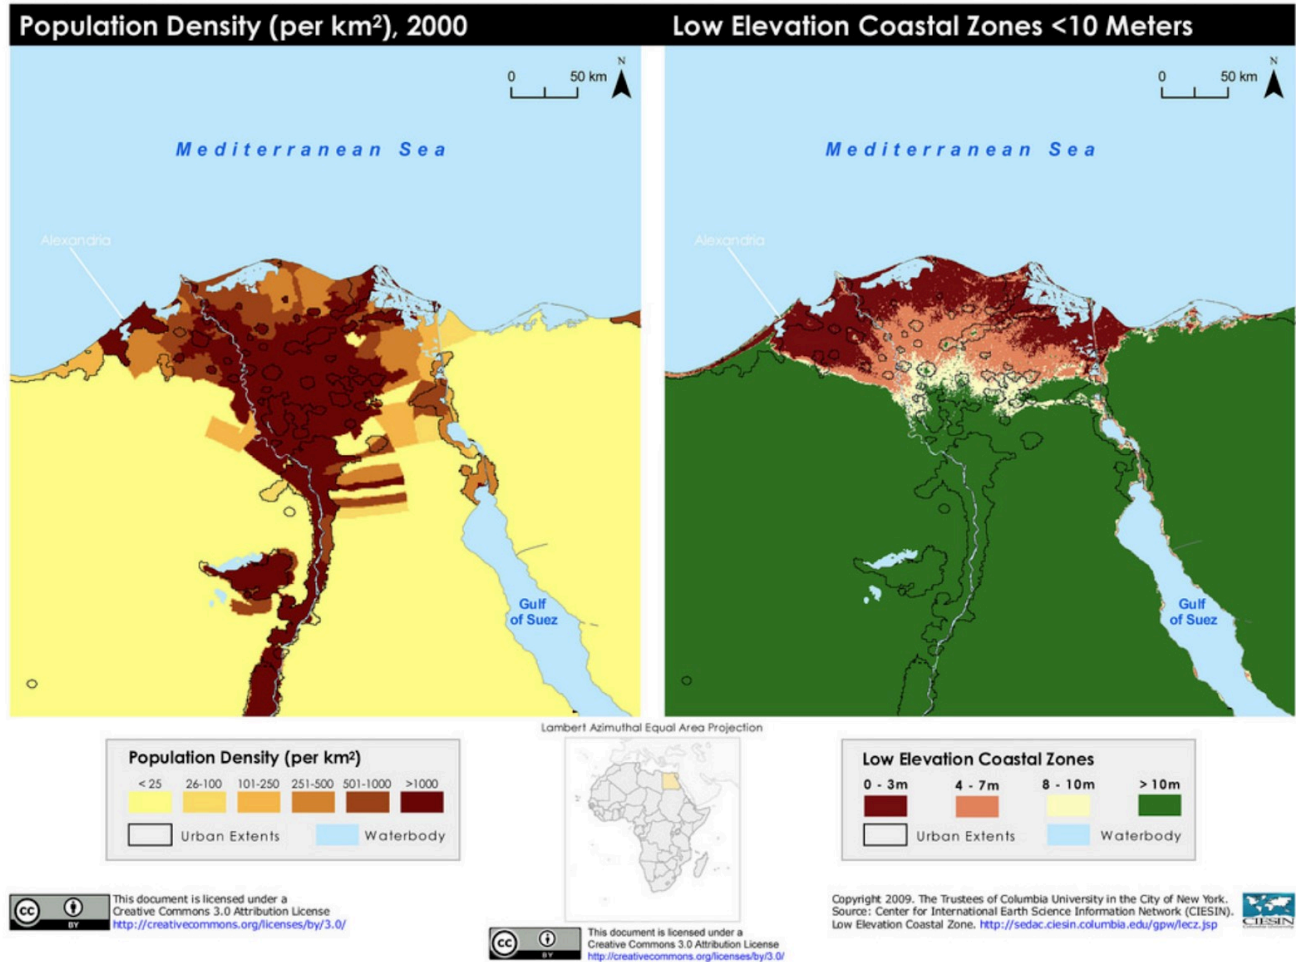 Population Density (per km²), 2000
N
0 50 km
Mediterranean Sea
Alexandria
Gulf
of Suez
Low Elevation Coastal Zones <10 Meters
N
0 50 km
Mediterranean Sea
Alexandria
Gulf
of Suez
Population Density (per km²)
< 25 26-100 101-250 251-500 501-1000 >1000
Urban Extents Waterbody
Lambert Azimuthal Equal Area Projection
Low Elevation Coastal Zones
0 - 3m 4 - 7m 8 - 10m > 10m
Urban Extents Waterbody
cc BY
This document is licensed under a
Creative Commons 3.0 Attribution License
http://creativecommons.org/licenses/by/3.0/
cc BY
This document is licensed under a
Creative Commons 3.0 Attribution License
http://creativecommons.org/licenses/by/3.0/
Copyright 2009. The Trustees of Columbia University in the City of New York.
Source: Center for International Earth Science Information Network (CIESIN).
Low Elevation Coastal Zone. http://sedac.ciesin.columbia.edu/gpw/lecz.jsp
CIESIN